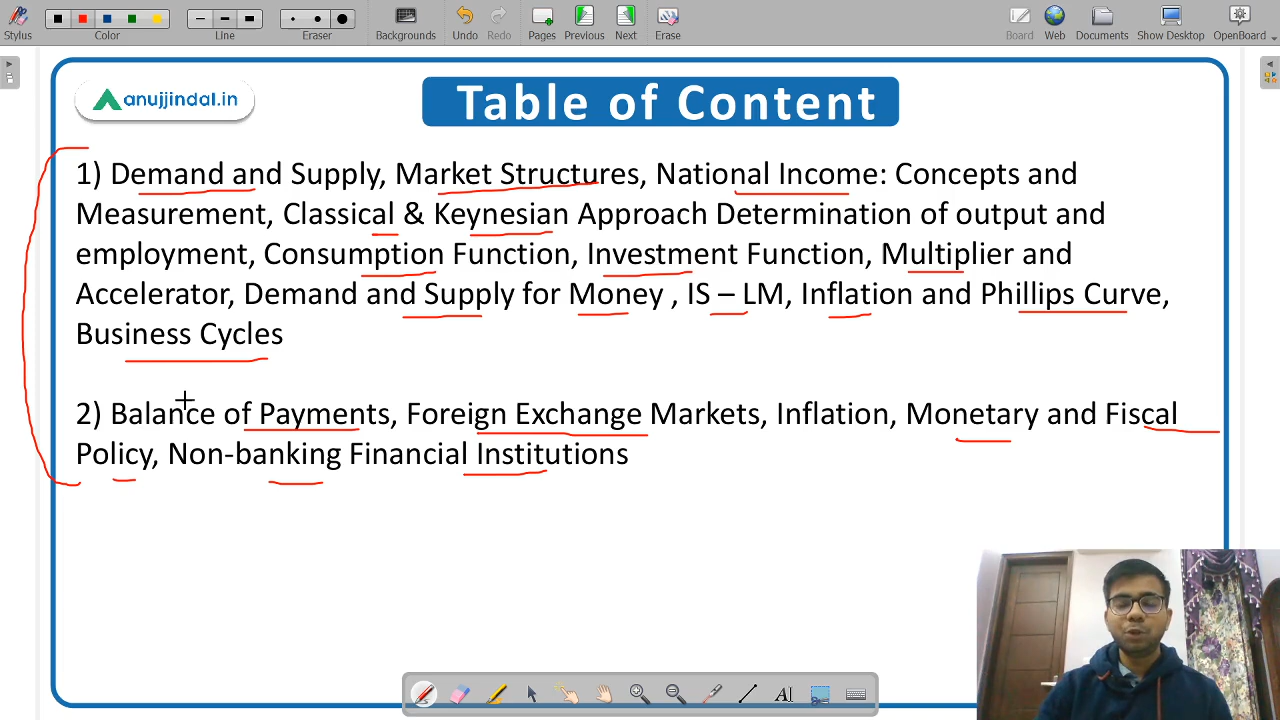 Stylus
Color
Line
Eraser
Backgrounds
Undo
Redo
Pages
Previous
Next
Erase
Board
Web
Documents
Show Desktop
OpenBoard
anujjindal.in
Table of Content
1) Demand and Supply, Market Structures, National Income: Concepts and
Measurement, Classical & Keynesian Approach Determination of output and
employment, Consumption Function, Investment Function, Multiplier and
Accelerator, Demand and Supply for Money , IS – LM, Inflation and Phillips Curve,
Business Cycles
2) Balance of Payments, Foreign Exchange Markets, Inflation, Monetary and Fiscal
Policy, Non-banking Financial Institutions
AI